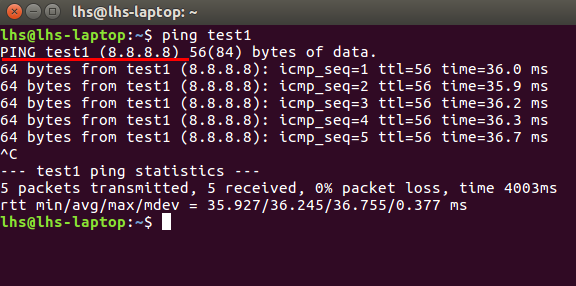 lhs@lhs-laptop: ~
lhs@lhs-laptop:~$ ping test1
PING test1 (8.8.8.8) 56(84) bytes of data.
64 bytes from test1 (8.8.8.8): icmp_seq=1 ttl=56 time=36.0 ms
64 bytes from test1 (8.8.8.8): icmp_seq=2 ttl=56 time=35.9 ms
64 bytes from test1 (8.8.8.8): icmp_seq=3 ttl=56 time=36.2 ms
64 bytes from test1 (8.8.8.8): icmp_seq=4 ttl=56 time=36.3 ms
64 bytes from test1 (8.8.8.8): icmp_seq=5 ttl=56 time=36.7 ms
^C
--- test1 ping statistics ---
5 packets transmitted, 5 received, 0% packet loss, time 4003ms
rtt min/avg/max/mdev = 35.927/36.245/36.755/0.377 ms
lhs@lhs-laptop:~$